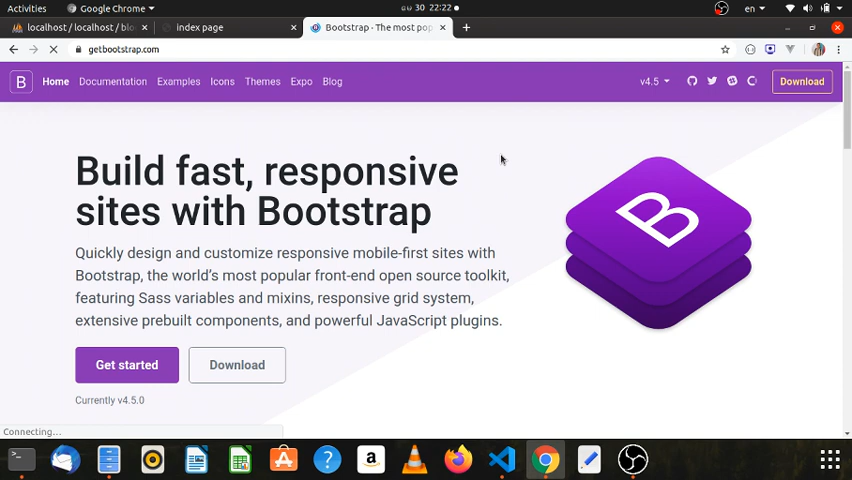 Activities
Google Chrome
30 22:22
en
localhost / localhost / blo
index page
Bootstrap · The most pop
getbootstrap.com
B
Home
Documentation
Examples
Icons
Themes
Expo
Blog
v4.5
Download
Build fast, responsive
sites with Bootstrap
Quickly design and customize responsive mobile-first sites with
Bootstrap, the world's most popular front-end open source toolkit,
featuring Sass variables and mixins, responsive grid system,
extensive prebuilt components, and powerful JavaScript plugins.
B
Get started
Download
Currently v4.5.0
Connecting…